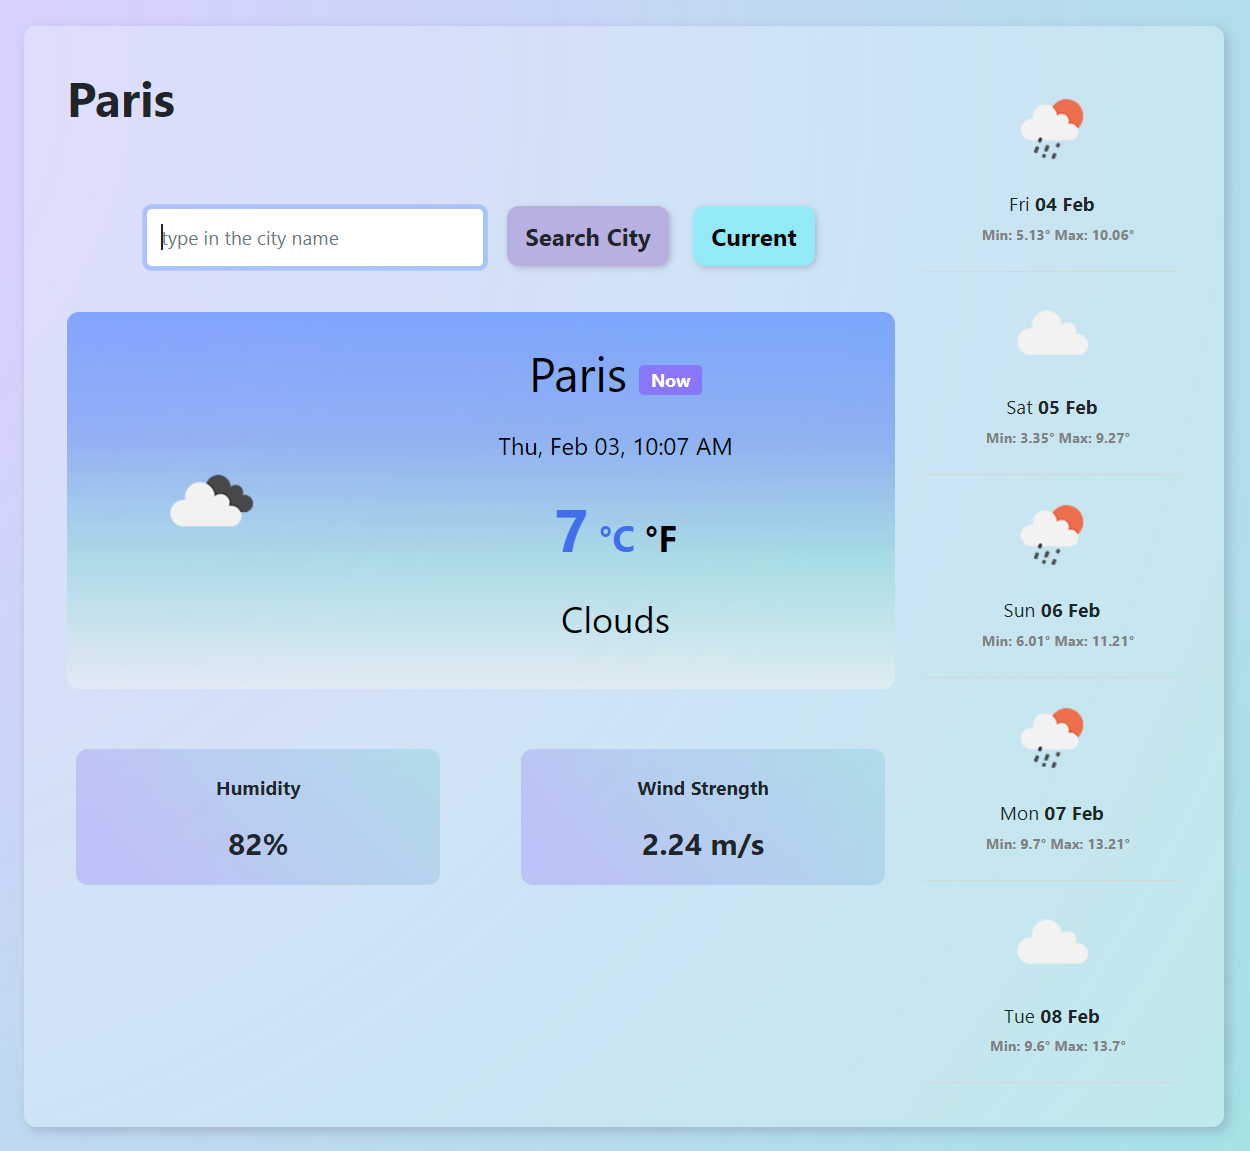 Paris
type in the city name
Search City
Current
Paris Now
Thu, Feb 03, 10:07 AM
7 °C °F
Clouds
Humidity
82%
Wind Strength
2.24 m/s
Fri 04 Feb
Min: 5.13° Max: 10.06°
Sat 05 Feb
Min: 3.35° Max: 9.27°
Sun 06 Feb
Min: 6.01° Max: 11.21°
Mon 07 Feb
Min: 9.7° Max: 13.21°
Tue 08 Feb
Min: 9.6° Max: 13.7°